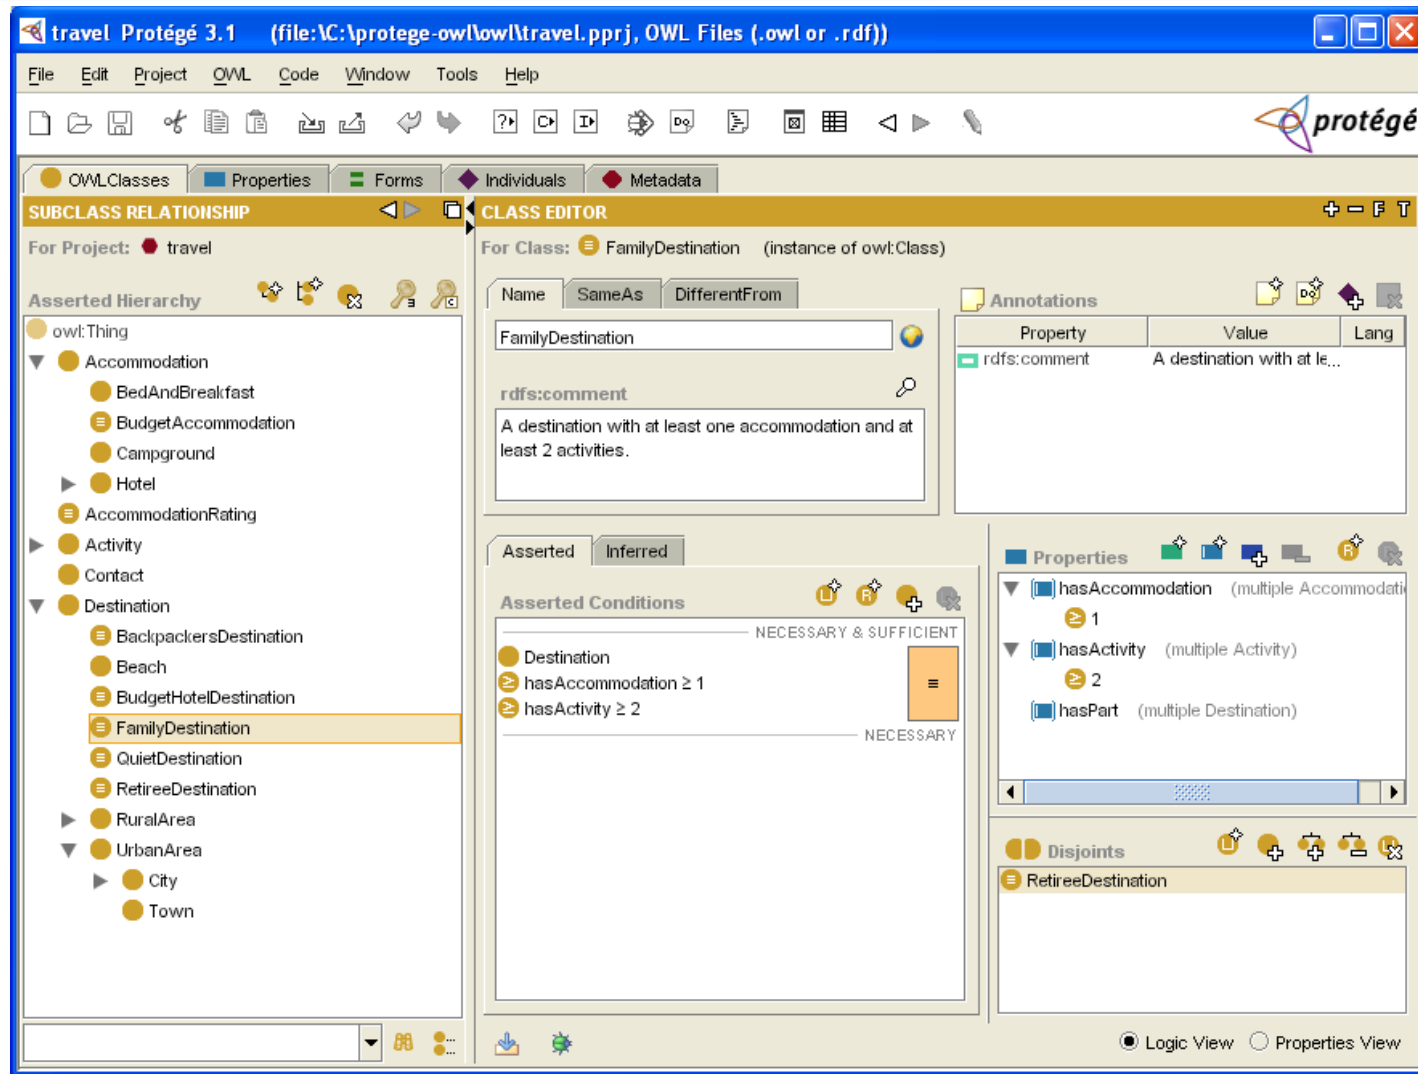 travel Protégé 3.1 (file:\C:\protege-owl\owl\travel.pprj, OWL Files (.owl or .rdf))
File Edit Project OWL Code Window Tools Help
protégé
OWLClasses Properties Forms Individuals Metadata
SUBCLASS RELATIONSHIP
For Project: travel
Asserted Hierarchy
owl:Thing
Accommodation
BedAndBreakfast
BudgetAccommodation
Campground
Hotel
AccommodationRating
Activity
Contact
Destination
BackpackersDestination
Beach
BudgetHotelDestination
FamilyDestination
QuietDestination
RetireeDestination
RuralArea
UrbanArea
City
Town
CLASS EDITOR
F T
For Class: FamilyDestination (instance of owl:Class)
Name SameAs DifferentFrom
FamilyDestination
rdfs:comment
A destination with at least one accommodation and at
least 2 activities.
Annotations
Property Value Lang
rdfs:comment A destination with at le...
Asserted Inferred
Asserted Conditions
NECESSARY & SUFFICIENT
Destination
hasAccommodation ≥ 1
≡
hasActivity ≥ 2
NECESSARY
Properties
hasAccommodation (multiple Accommodati
≥ 1
hasActivity (multiple Activity)
≥ 2
hasPart (multiple Destination)
Disjoints
RetireeDestination
Logic View Properties View